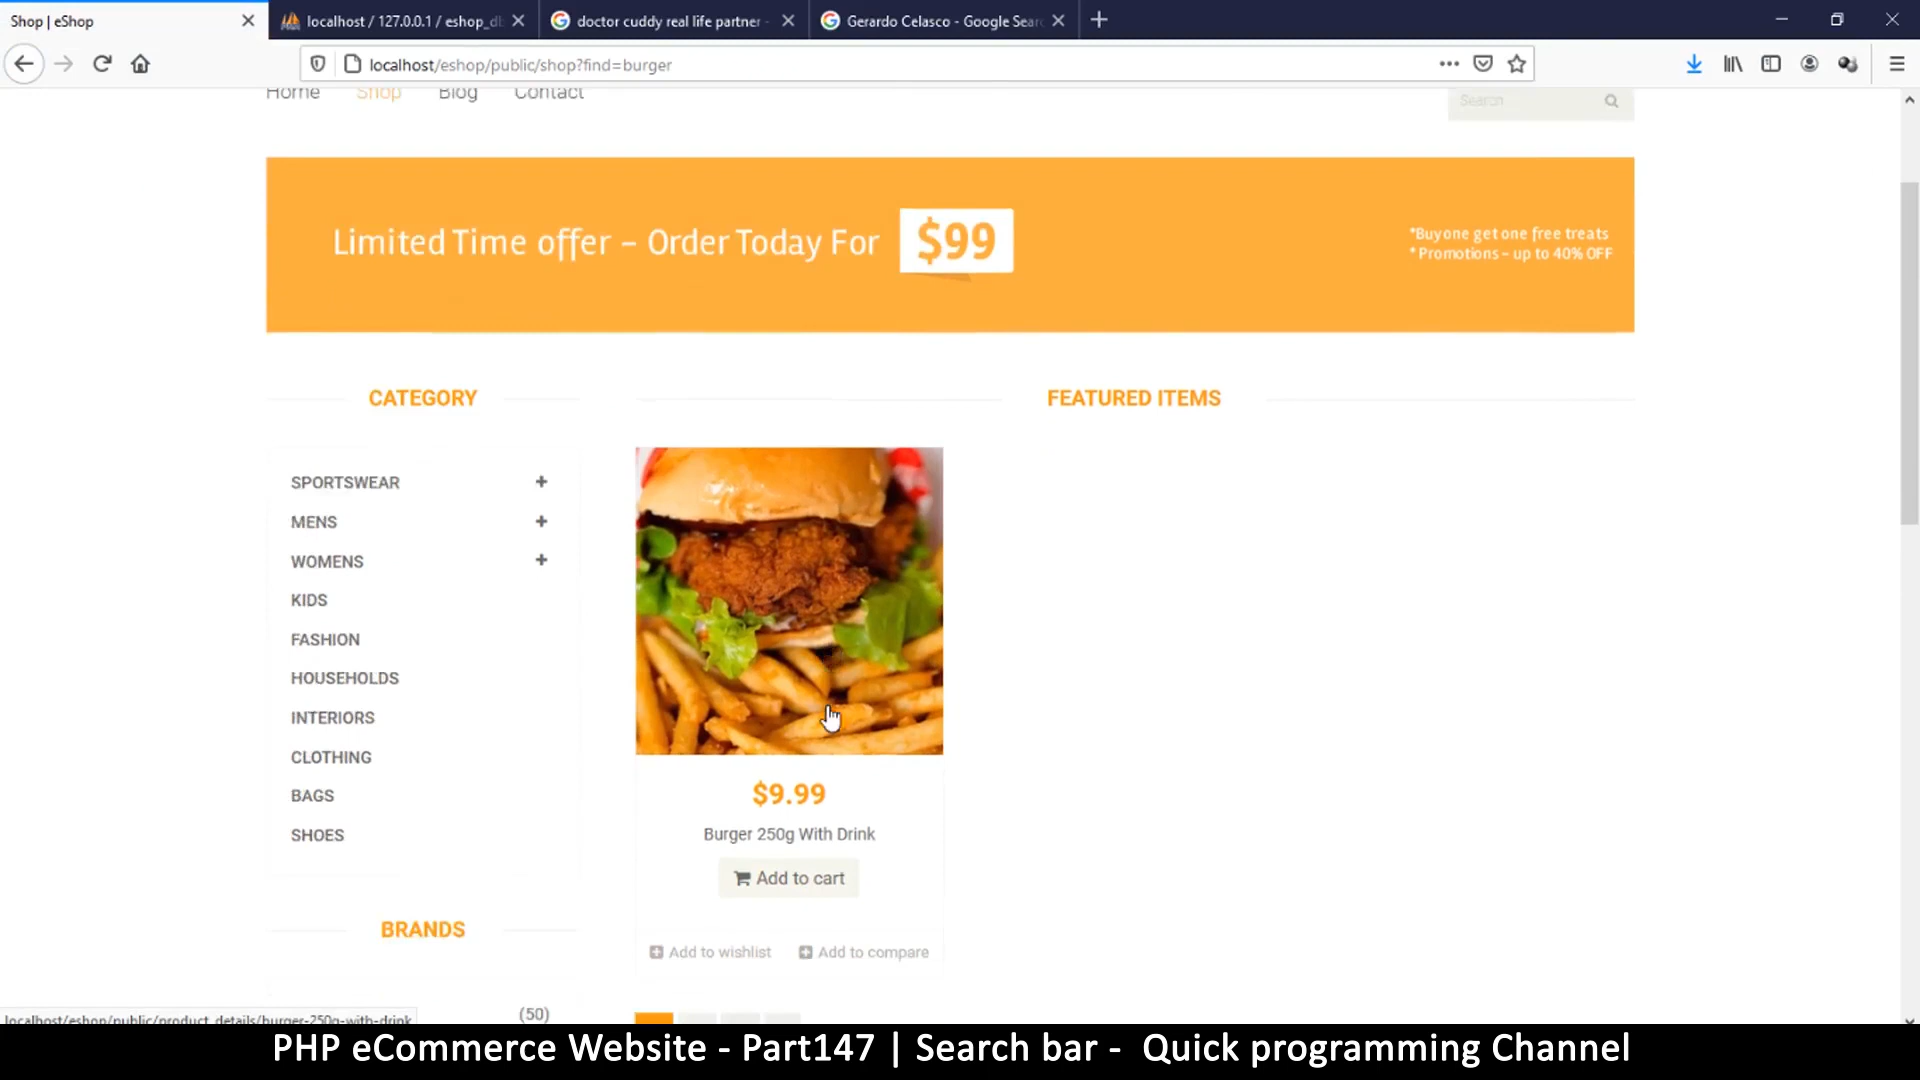 Shop | eShop
localhost / 127.0.0.1 / eshop_d
doctor cuddy real life partner -
Gerardo Celasco - Google Sear
localhost/eshop/public/shop?find=burger
Home Shop Blog Contact
Search
Limited Time offer – Order Today For $99
*Buy one get one free treats
* Promotions – up to 40% OFF
CATEGORY
FEATURED ITEMS
SPORTSWEAR
MENS
WOMENS
KIDS
FASHION
HOUSEHOLDS
INTERIORS
CLOTHING
BAGS
SHOES
$9.99
Burger 250g With Drink
Add to cart
Add to wishlist Add to compare
BRANDS
(50)
localhost/eshop/public/product_details/burger-250g-with-drink
PHP eCommerce Website - Part147 | Search bar - Quick programming Channel